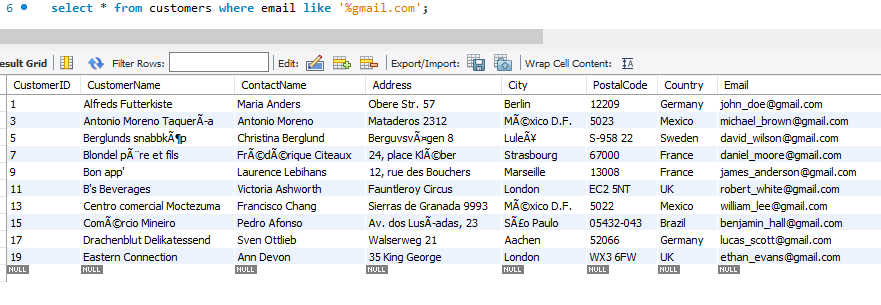 6 select * from customers where email like '%gmail.com';
esult Grid Filter Rows: Edit: Export/Import: Wrap Cell Content: IA
CustomerID CustomerName ContactName Address City PostalCode Country Email
1 Alfreds Futterkiste Maria Anders Obere Str. 57 Berlin 12209 Germany john_doe@gmail.com
3 Antonio Moreno TaquerÃ-a Antonio Moreno Mataderos 2312 MÃ©xico D.F. 5023 Mexico michael_brown@gmail.com
5 Berglunds snabbkÃ¶p Christina Berglund BerguvsvÃ¤gen 8 LuleÃ¥ S-958 22 Sweden david_wilson@gmail.com
7 Blondel pÃ¨re et fils FrÃ©dÃ©rique Citeaux 24, place KlÃ©ber Strasbourg 67000 France daniel_moore@gmail.com
9 Bon app' Laurence Lebihans 12, rue des Bouchers Marseille 13008 France james_anderson@gmail.com
11 B's Beverages Victoria Ashworth Fauntleroy Circus London EC2 5NT UK robert_white@gmail.com
13 Centro comercial Moctezuma Francisco Chang Sierras de Granada 9993 MÃ©xico D.F. 5022 Mexico william_lee@gmail.com
15 ComÃ©rcio Mineiro Pedro Afonso Av. dos LusÃ-adas, 23 SÃ£o Paulo 05432-043 Brazil benjamin_hall@gmail.com
17 Drachenblut Delikatessend Sven Ottlieb Walserweg 21 Aachen 52066 Germany lucas_scott@gmail.com
19 Eastern Connection Ann Devon 35 King George London WX3 6FW UK ethan_evans@gmail.com
NULL NULL NULL NULL NULL NULL NULL NULL